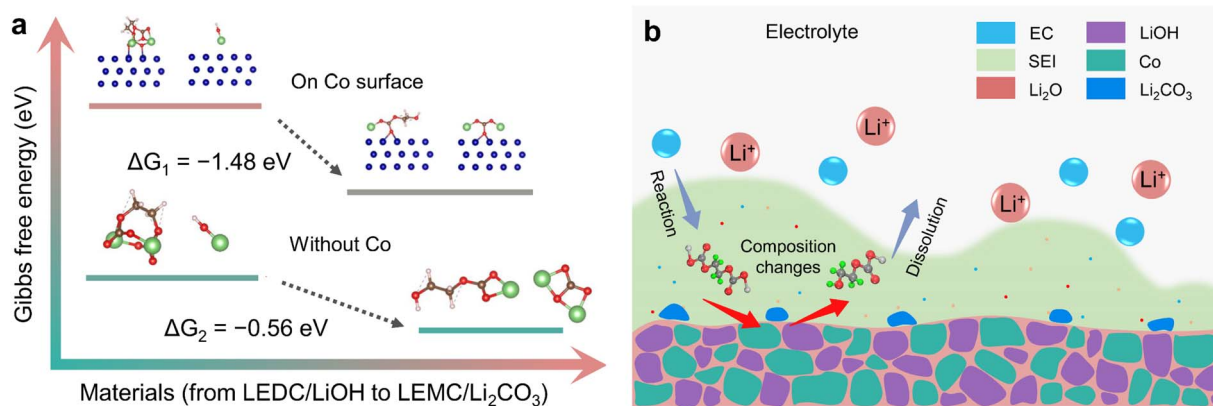 a
Gibbs free energy (eV)
On Co surface
ΔG₁ = −1.48 eV
Without Co
ΔG₂ = −0.56 eV
Materials (from LEDC/LiOH to LEMC/Li₂CO₃)
b
Electrolyte
EC
LiOH
SEI
Co
Li₂O
Li₂CO₃
Li⁺
Li⁺
Li⁺
Li⁺
Reaction
Composition
changes
Dissolution